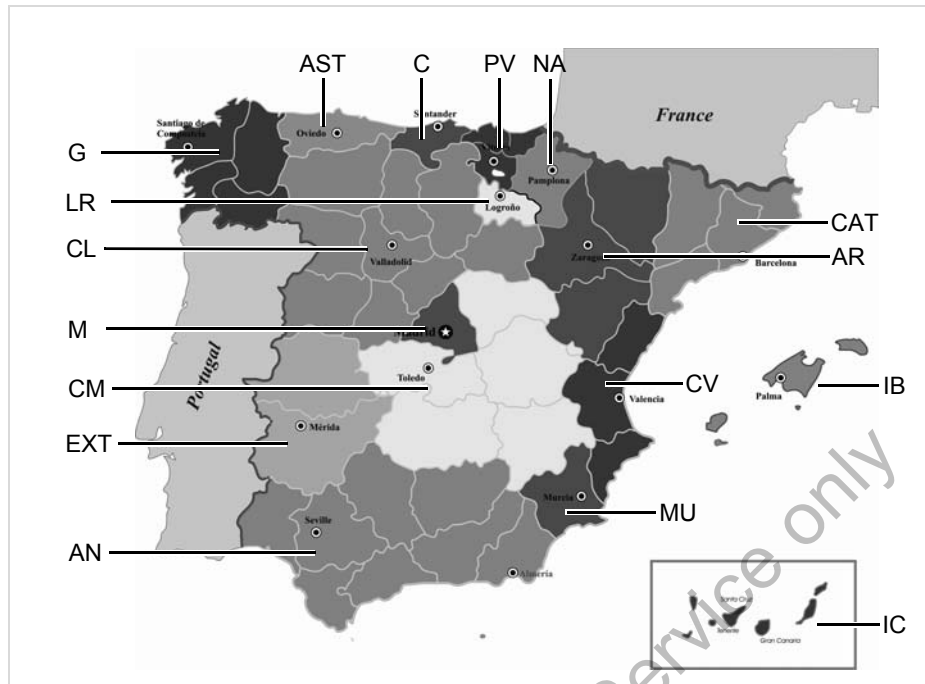 AST
C
PV
NA
Santander
Santiago de
Compostela
Oviedo
France
G
Pamplona
LR
Logroño
CAT
CL
Valladolid
AR
Barcelona
M
Madrid
Portugal
CM
Toledo
CV
Valencia
Palma
IB
EXT
Mérida
Murcia
MU
Seville
AN
Almería
Santa Cruz
Tenerife
Gran Canaria
IC
Service only